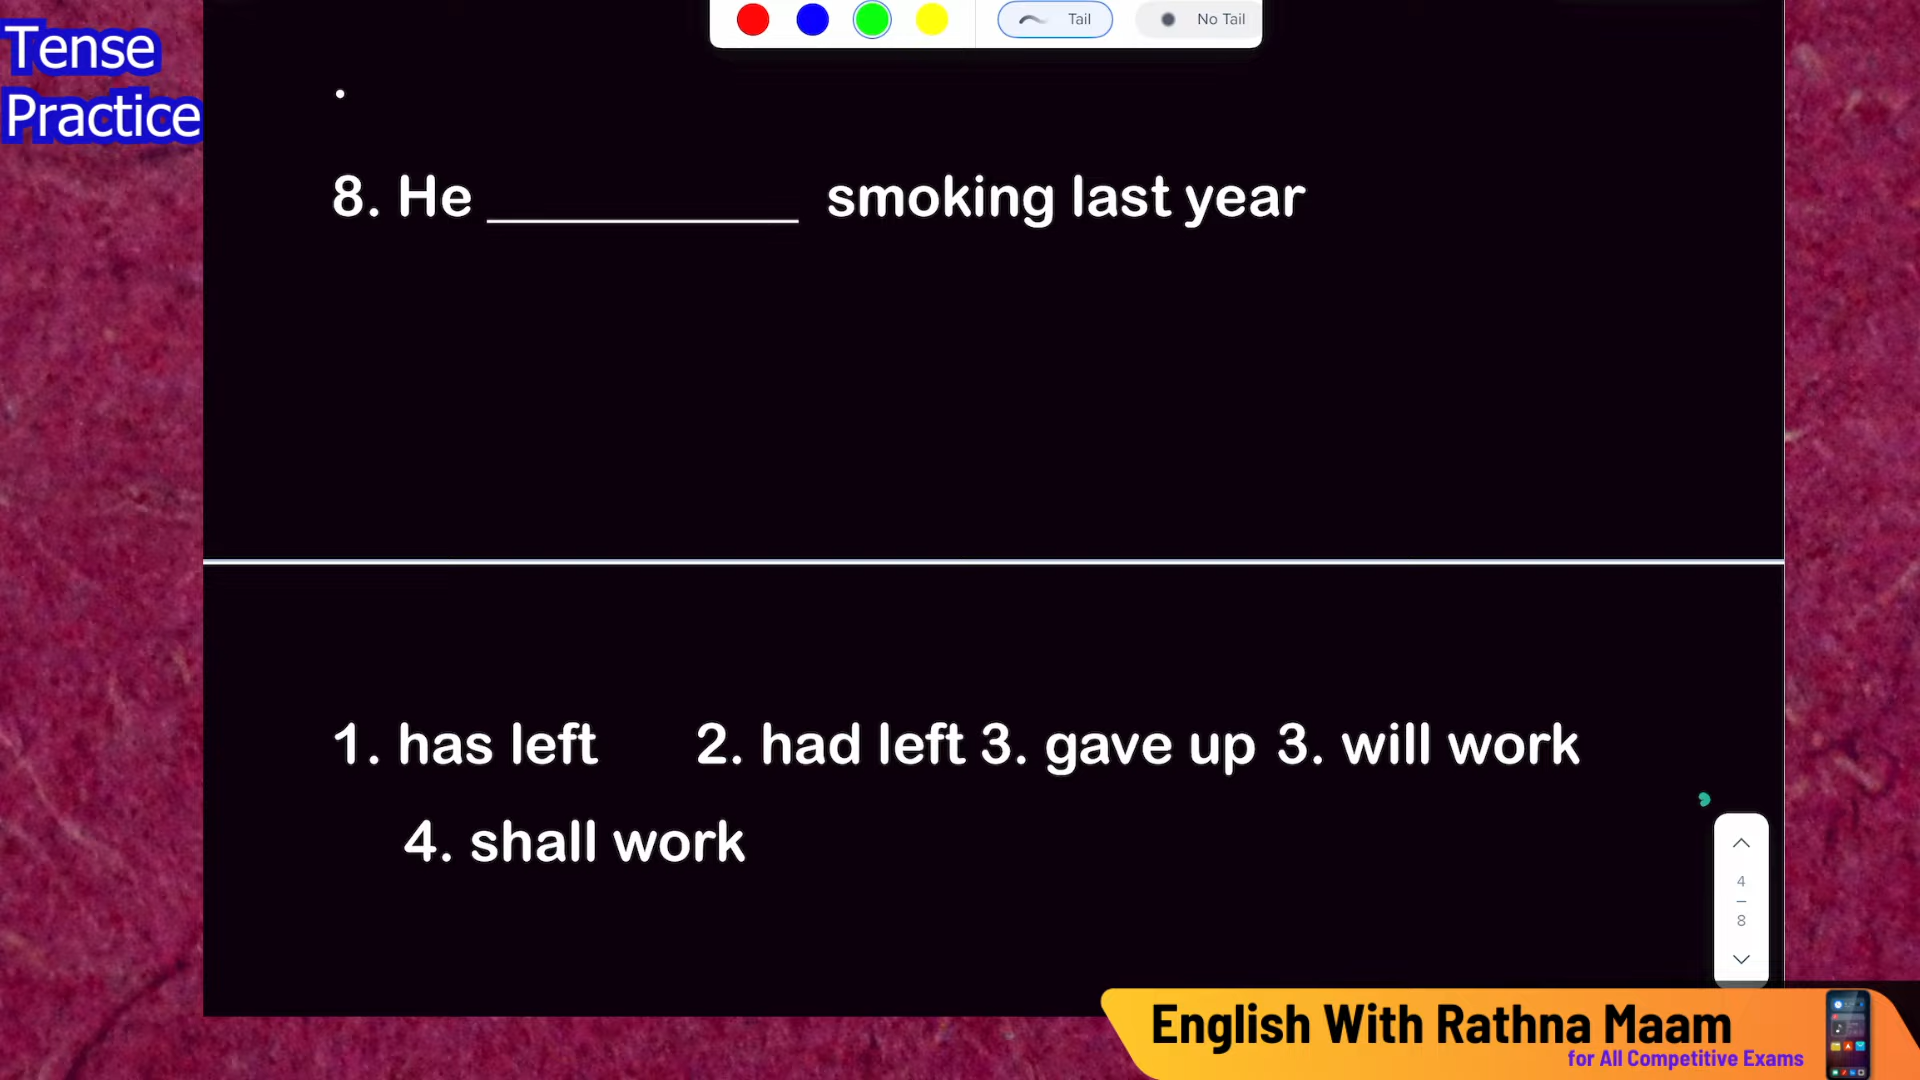 Tense
Practice
Tail
No Tail
.
8. He ___________ smoking last year
1. has left 2. had left 3. gave up 3. will work
4. shall work
4
8
English With Rathna Maam
for All Competitive Exams